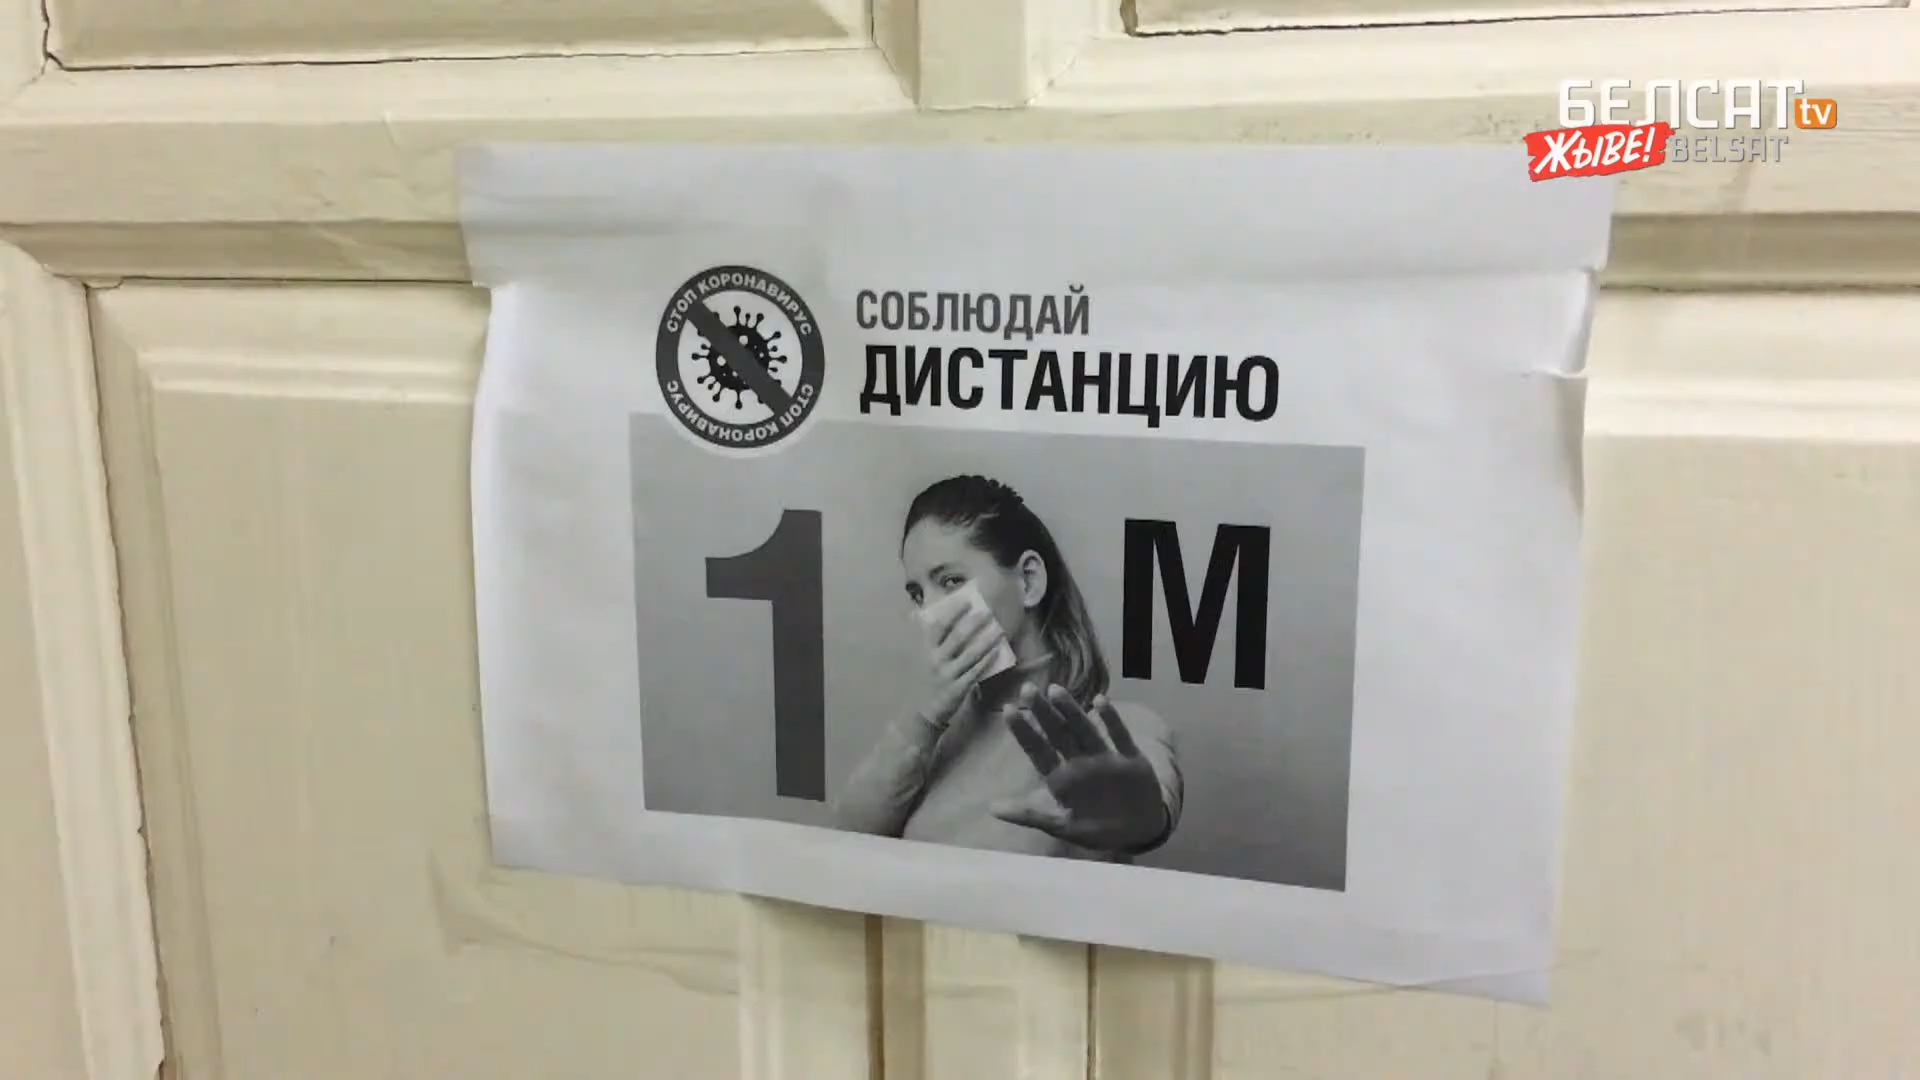 БЕЛСАТ tv
ЖЫВЕ! BELSAT
СТОП КОРОНАВИРУС
СТОП КОРОНАВИРУС
СОБЛЮДАЙ
ДИСТАНЦИЮ
1 М